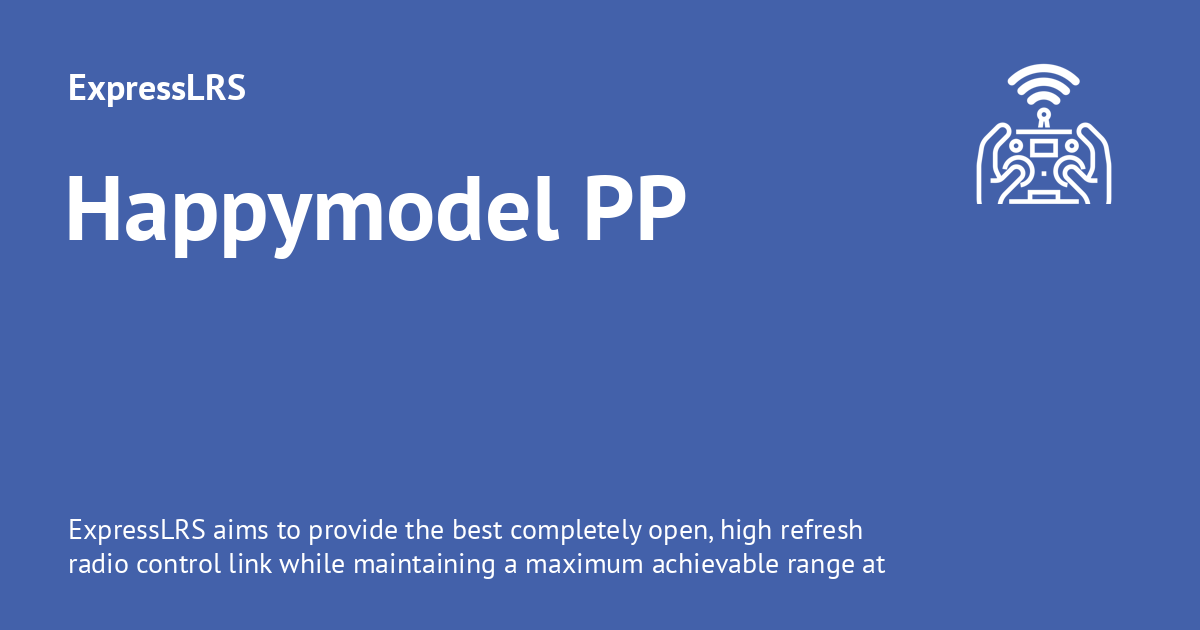 ExpressLRS
Happymodel PP
ExpressLRS aims to provide the best completely open, high refresh
radio control link while maintaining a maximum achievable range at